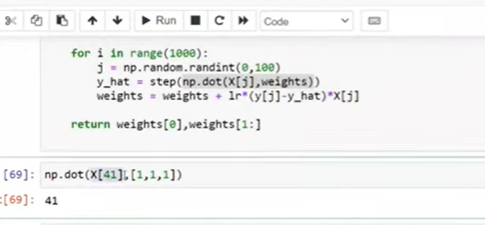 Run
Code
for i in range(1000):
j = np.random.randint(0,100)
y_hat = step(np.dot(X[j],weights))
weights = weights + lr*(y[j]-y_hat)*X[j]
return weights[0],weights[1:]
[69]: np.dot(X[41],[1,1,1])
[69]: 41